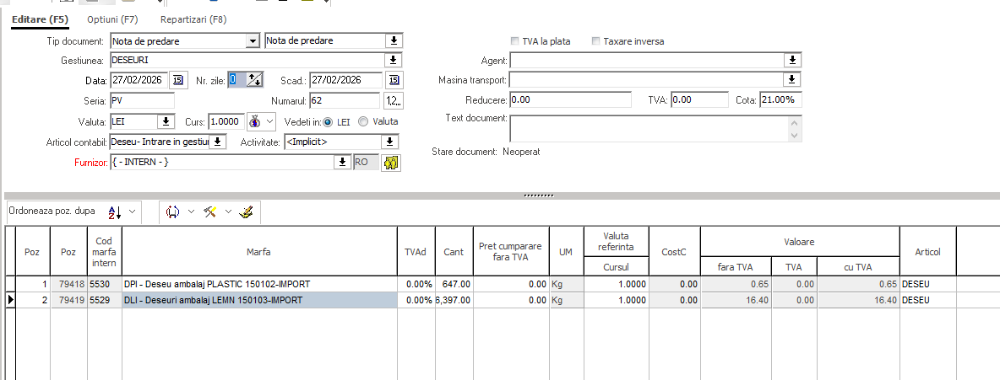 Editare (F5) Optiuni (F7) Repartizari (F8)
Tip document: Nota de predare Nota de predare TVA la plata Taxare inversa
Gestiunea: DESEURI Agent:
Data: 27/02/2026 15 Nr. zile: 0 Scad.: 27/02/2026 15 Masina transport:
Seria: PV Numarul: 62 1,2... Reducere: 0.00 TVA: 0.00 Cota: 21.00%
Valuta: LEI Curs: 1.0000 Vedeti in: LEI Valuta Text document:
Articol contabil: Deseu- Intrare in gestiur Activitate: <Implicit>
Stare document: Neoperat
Furnizor: { - INTERN - } RO
Ordoneaza poz. dupa
Poz Poz Cod marfa intern Marfa TVAd Cant Pret cumparare fara TVA UM Valuta referinta Cursul CostC Valoare fara TVA TVA cu TVA Articol
1 79418 5530 DPI - Deseu ambalaj PLASTIC 150102-IMPORT 0.00% 647.00 0.00 Kg 1.0000 0.00 0.65 0.00 0.65 DESEU
2 79419 5529 DLI - Deseuri ambalaj LEMN 150103-IMPORT 0.00% ,397.00 0.00 Kg 1.0000 0.00 16.40 0.00 16.40 DESEU